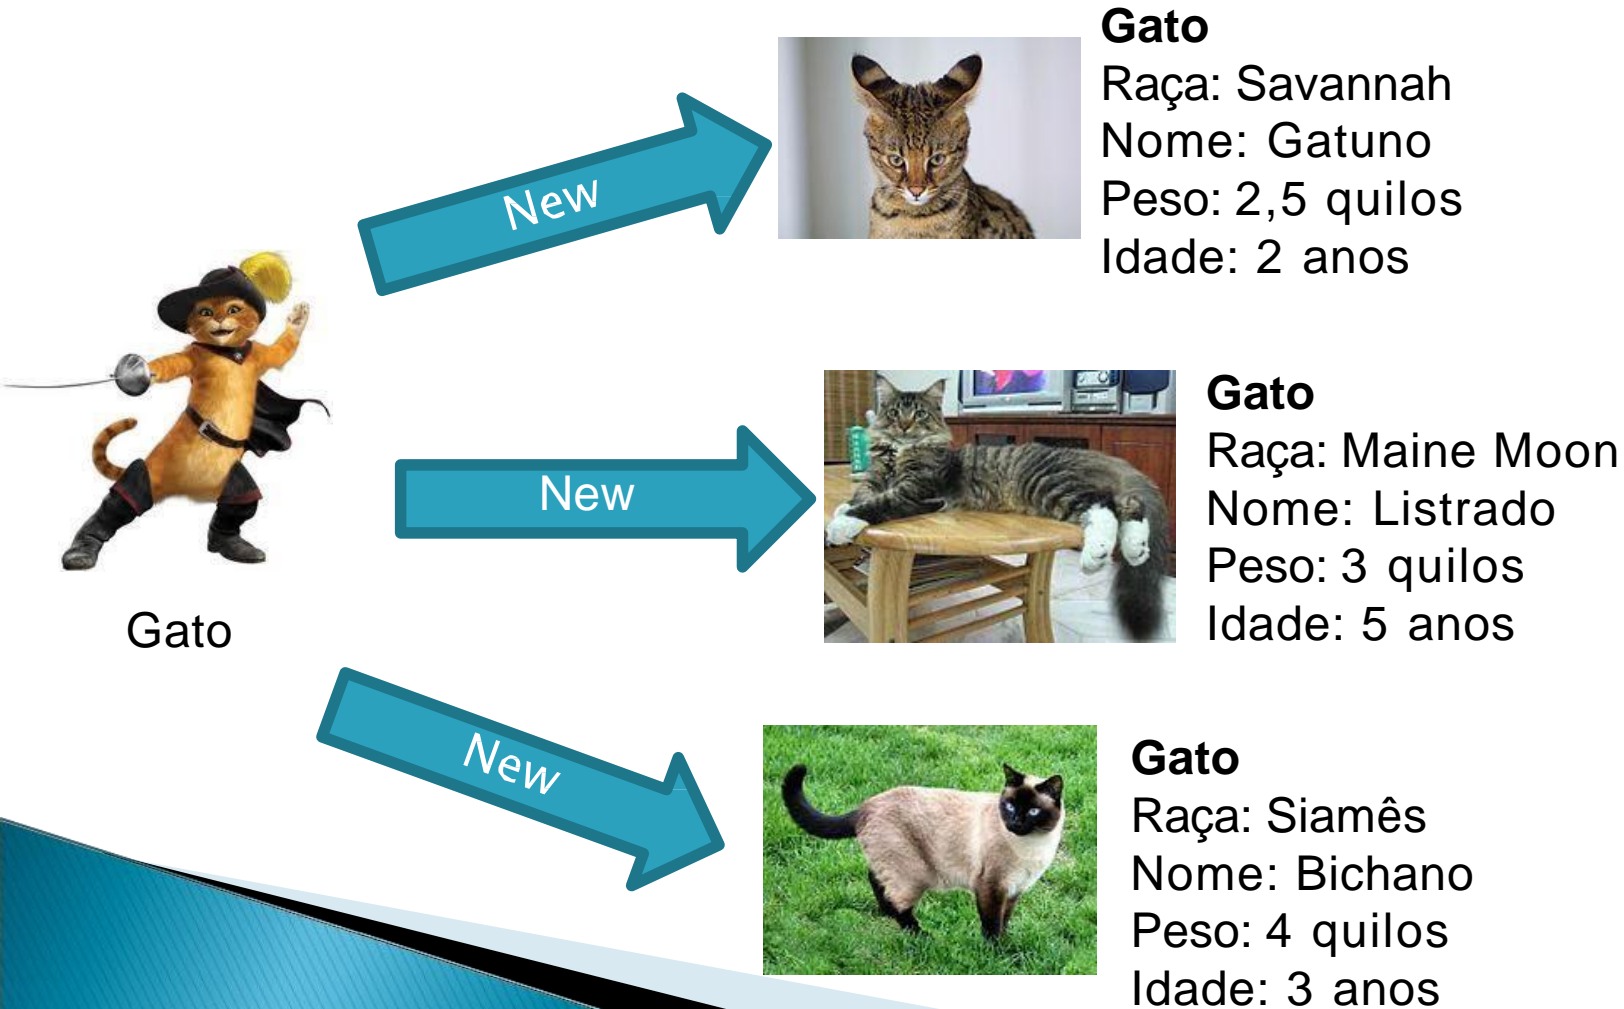 Gato
New
New
New
Gato
Raça: Savannah
Nome: Gatuno
Peso: 2,5 quilos
Idade: 2 anos
Gato
Raça: Maine Moon
Nome: Listrado
Peso: 3 quilos
Idade: 5 anos
Gato
Raça: Siamês
Nome: Bichano
Peso: 4 quilos
Idade: 3 anos